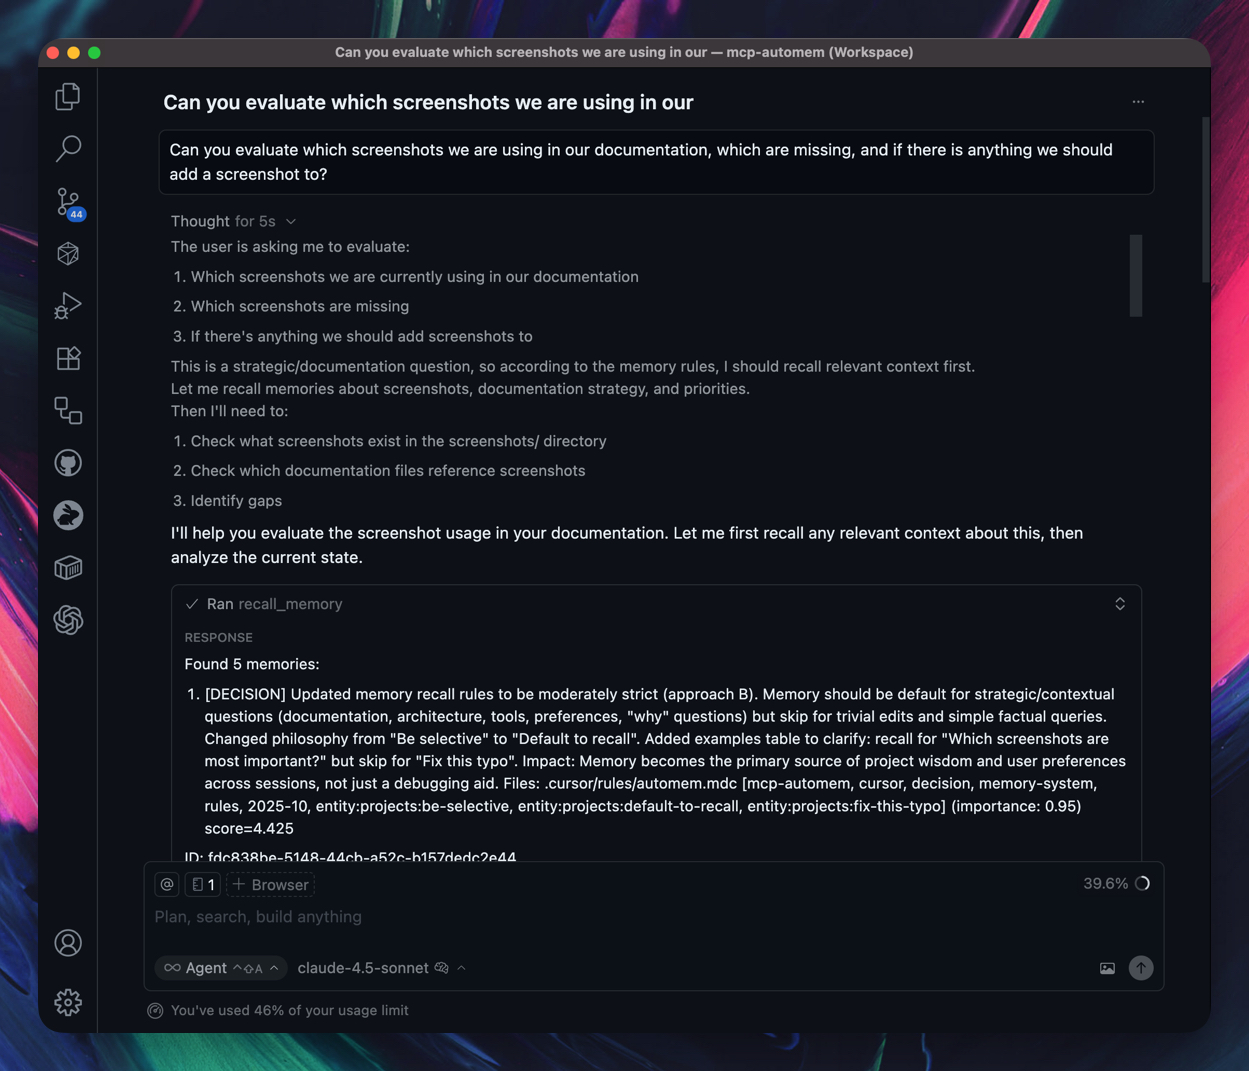 Can you evaluate which screenshots we are using in our — mcp-automem (Workspace)
Can you evaluate which screenshots we are using in our
Can you evaluate which screenshots we are using in our documentation, which are missing, and if there is anything we should
add a screenshot to?
44
Thought for 5s
The user is asking me to evaluate:
1. Which screenshots we are currently using in our documentation
2. Which screenshots are missing
3. If there's anything we should add screenshots to
This is a strategic/documentation question, so according to the memory rules, I should recall relevant context first.
Let me recall memories about screenshots, documentation strategy, and priorities.
Then I'll need to:
1. Check what screenshots exist in the screenshots/ directory
2. Check which documentation files reference screenshots
3. Identify gaps
I'll help you evaluate the screenshot usage in your documentation. Let me first recall any relevant context about this, then
analyze the current state.
Ran recall_memory
RESPONSE
Found 5 memories:
1. [DECISION] Updated memory recall rules to be moderately strict (approach B). Memory should be default for strategic/contextual
questions (documentation, architecture, tools, preferences, "why" questions) but skip for trivial edits and simple factual queries.
Changed philosophy from "Be selective" to "Default to recall". Added examples table to clarify: recall for "Which screenshots are
most important?" but skip for "Fix this typo". Impact: Memory becomes the primary source of project wisdom and user preferences
across sessions, not just a debugging aid. Files: .cursor/rules/automem.mdc [mcp-automem, cursor, decision, memory-system,
rules, 2025-10, entity:projects:be-selective, entity:projects:default-to-recall, entity:projects:fix-this-typo] (importance: 0.95)
score=4.425
ID: fdc838be-5148-44cb-a52c-b157dedc2e44
@ 1 + Browser 39.6%
Plan, search, build anything
Agent ^⇧A claude-4.5-sonnet
You've used 46% of your usage limit